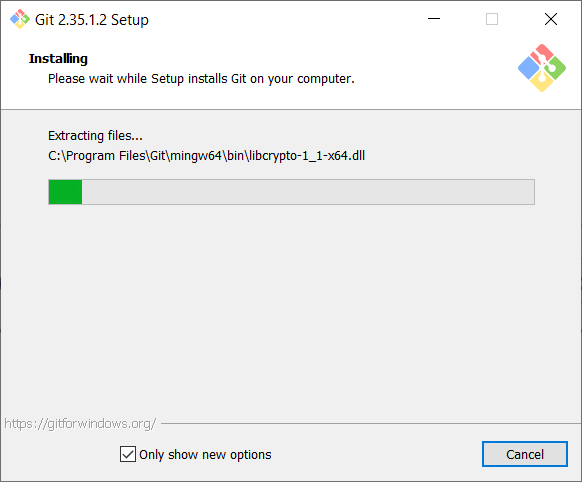 Git 2.35.1.2 Setup
Installing
Please wait while Setup installs Git on your computer.
Extracting files...
C:\Program Files\Git\mingw64\bin\libcrypto-1_1-x64.dll
https://gitforwindows.org/
Only show new options
Cancel